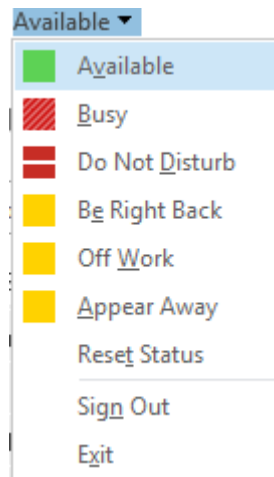 Available
Available
Busy
Do Not Disturb
Be Right Back
Off Work
Appear Away
Reset Status
Sign Out
Exit